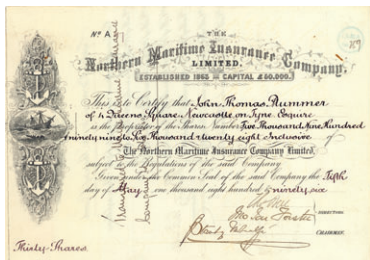 No A
THE
Northern Maritime Insurance Company,
LIMITED.
ESTABLISHED 1863 CAPITAL £50,000.
This is to Certify that John Thomas Plummer
of 4 Queens Square, Newcastle on Tyne Esquire
is the Proprietor of the Shares Number Five Thousand Nine Hundred
ninety nine to Six Thousand twenty eight Inclusive of
The Northern Maritime Insurance Company Limited,
subject to the Regulations of the said Company
Given under the Common Seal of the said Company the Fifth
day of May one thousand eight hundred & ninety six
DIRECTORS
CHAIRMAN.
Thirty Shares